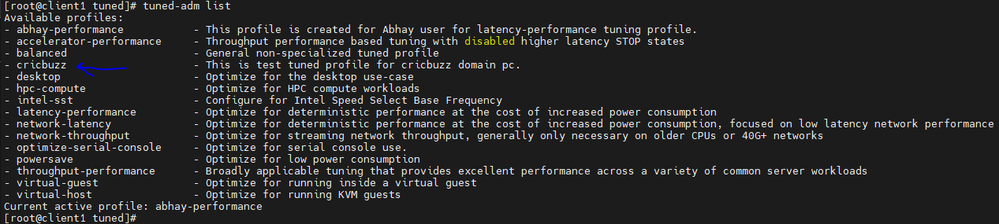 [root@client1 tuned]# tuned-adm list
Available profiles:
- abhay-performance           - This profile is created for Abhay user for latency-performance tuning profile.
- accelerator-performance     - Throughput performance based tuning with disabled higher latency STOP states
- balanced                    - General non-specialized tuned profile
- cricbuzz                    - This is test tuned profile for cricbuzz domain pc.
- desktop                     - Optimize for the desktop use-case
- hpc-compute                 - Optimize for HPC compute workloads
- intel-sst                   - Configure for Intel Speed Select Base Frequency
- latency-performance         - Optimize for deterministic performance at the cost of increased power consumption
- network-latency             - Optimize for deterministic performance at the cost of increased power consumption, focused on low latency network performance
- network-throughput          - Optimize for streaming network throughput, generally only necessary on older CPUs or 40G+ networks
- optimize-serial-console     - Optimize for serial console use.
- powersave                   - Optimize for low power consumption
- throughput-performance      - Broadly applicable tuning that provides excellent performance across a variety of common server workloads
- virtual-guest               - Optimize for running inside a virtual guest
- virtual-host                - Optimize for running KVM guests
Current active profile: abhay-performance
[root@client1 tuned]#